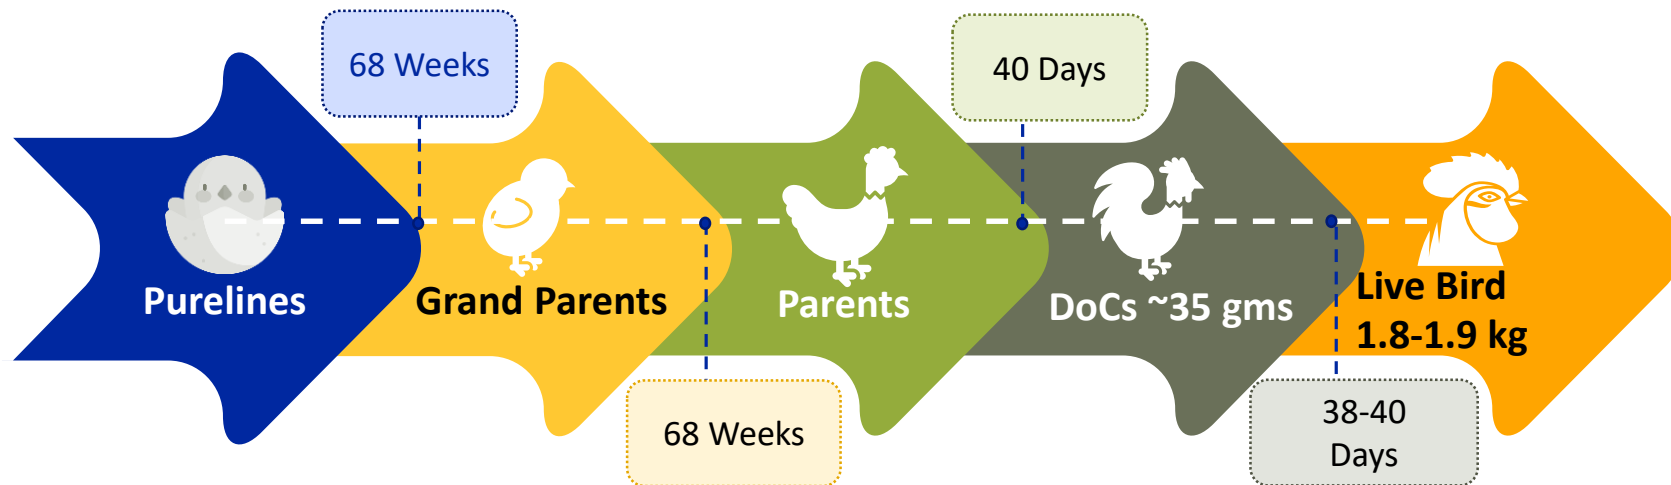 68 Weeks
40 Days
Purelines
Grand Parents
Parents
DoCs ~35 gms
Live Bird
1.8-1.9 kg
68 Weeks
38-40
Days